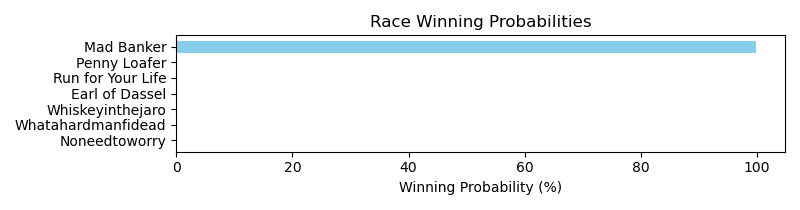 Race Winning Probabilities
Mad Banker
Penny Loafer
Run for Your Life
Earl of Dassel
Whiskeyinthejaro
Whatahardmanfidead
Noneedtoworry
0 20 40 60 80 100
Winning Probability (%)